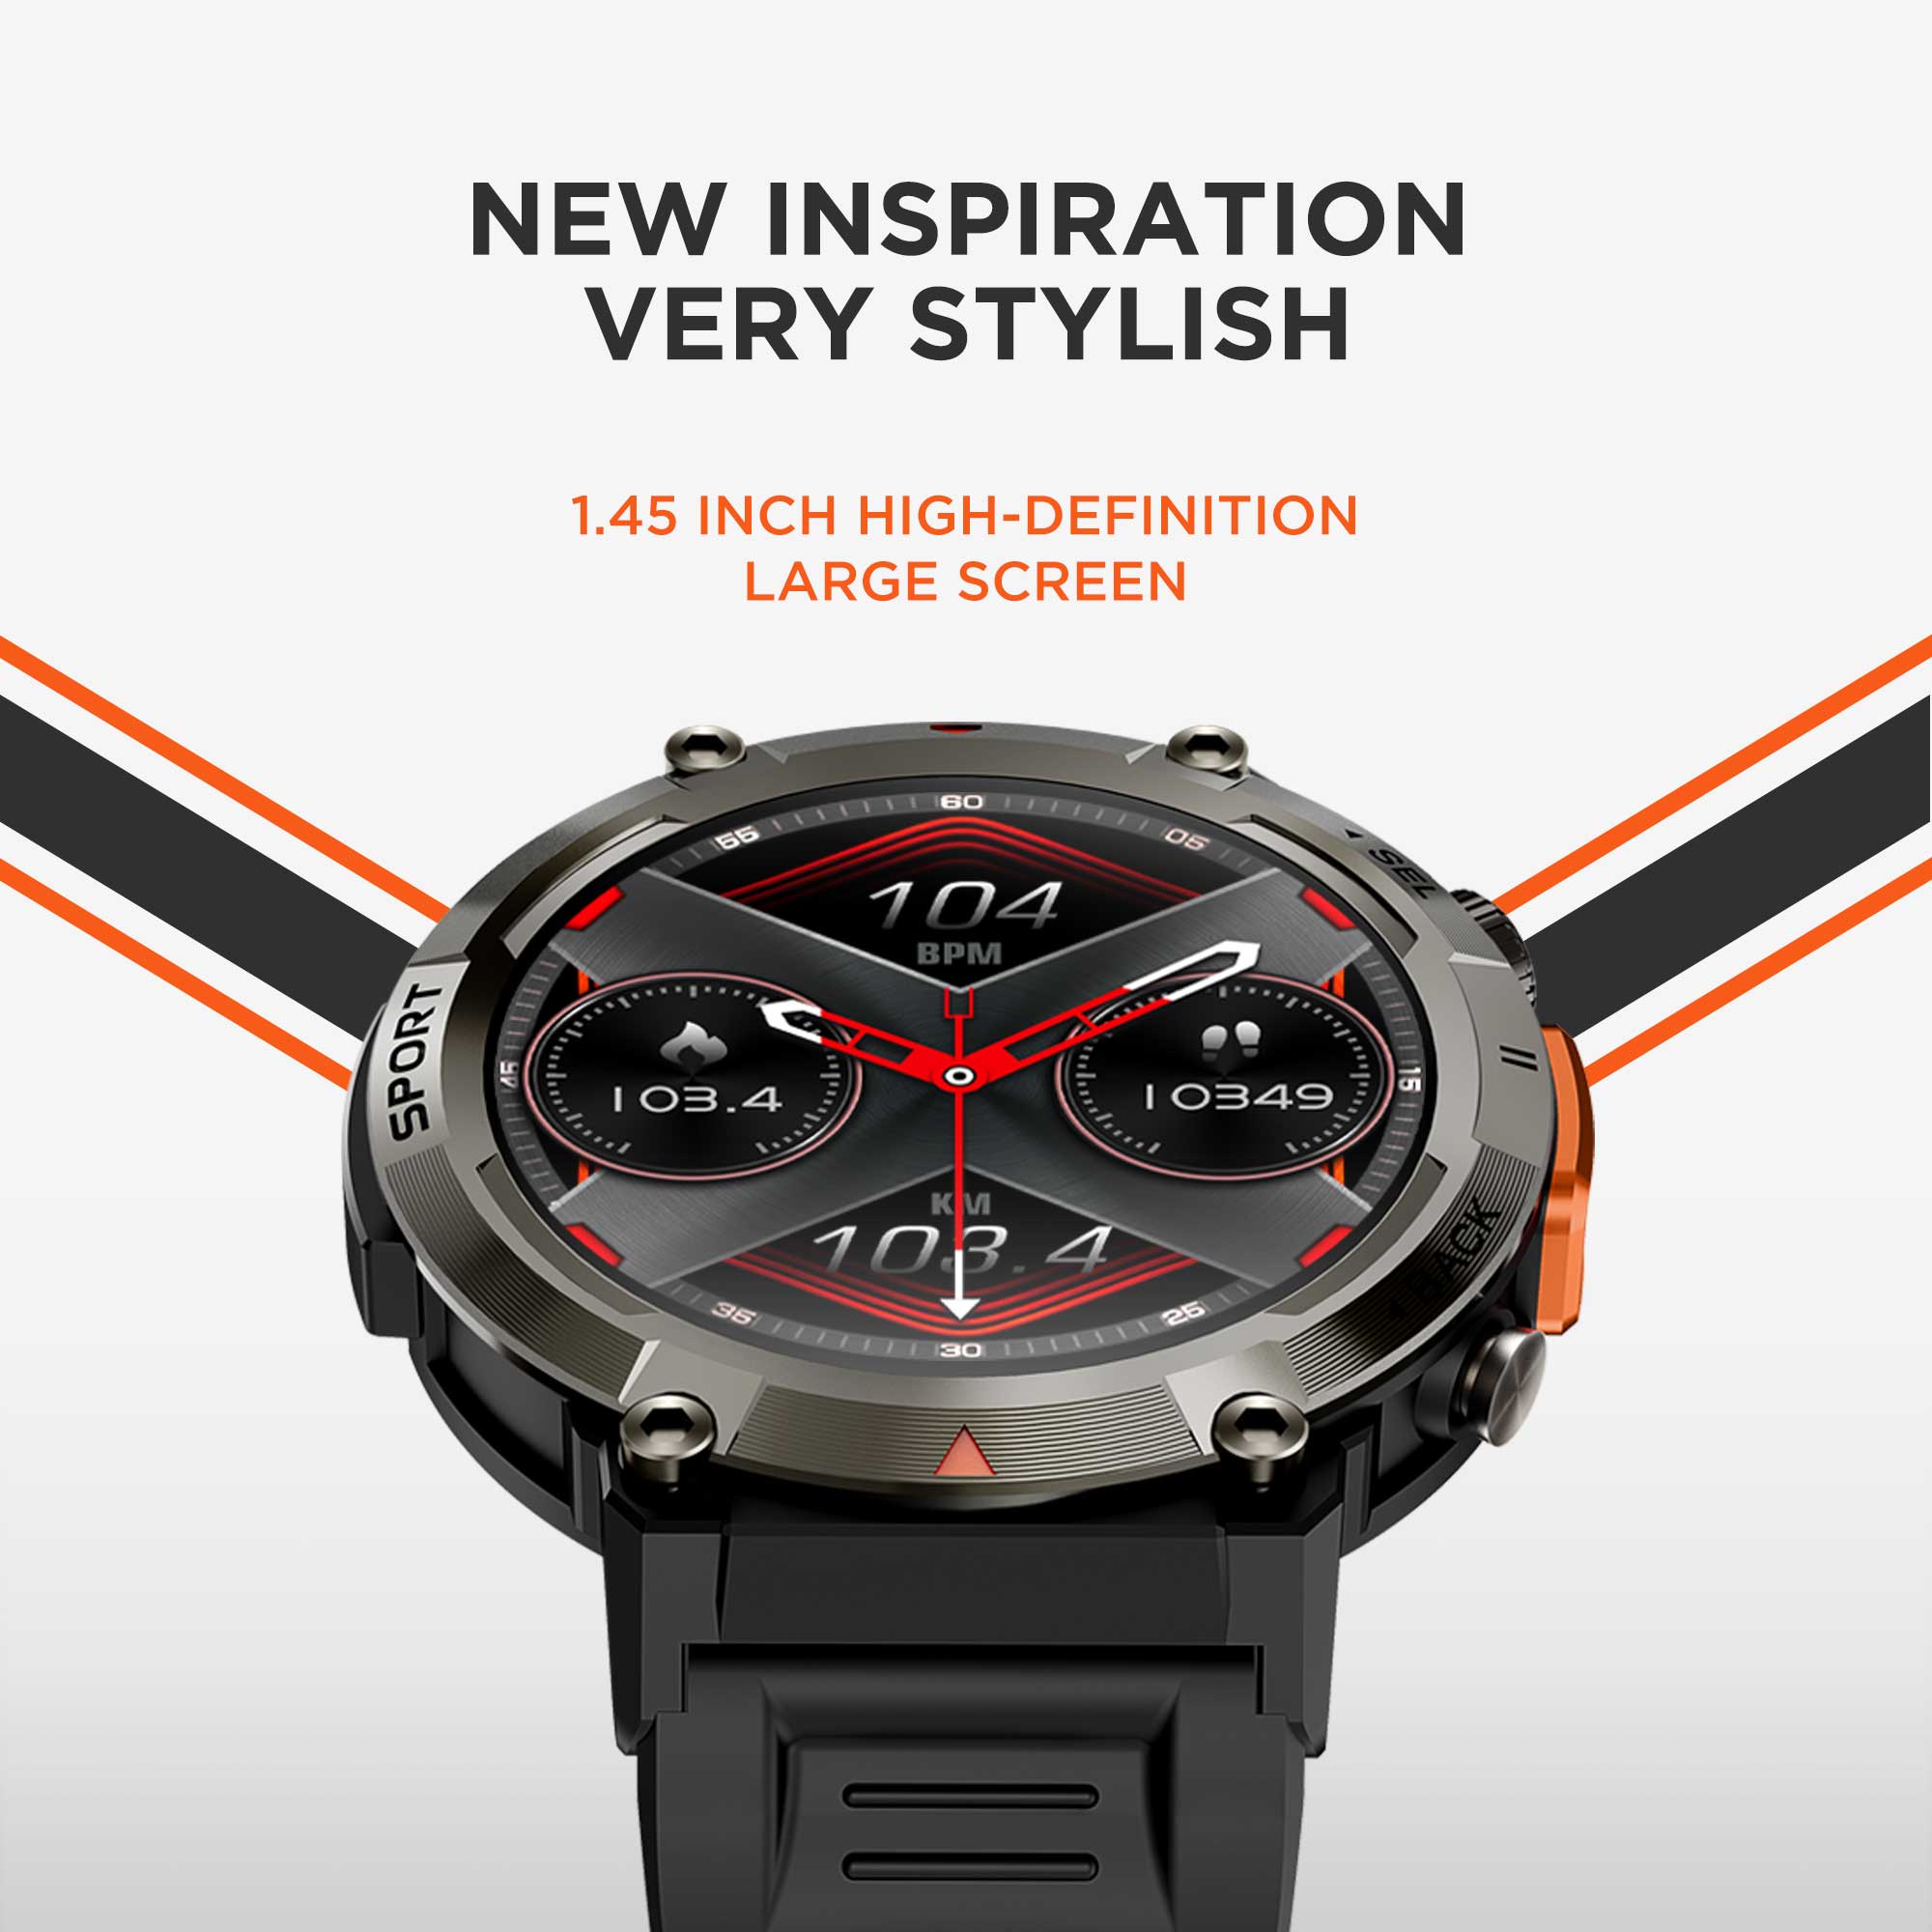 NEW INSPIRATION
VERY STYLISH
1.45 INCH HIGH-DEFINITION
LARGE SCREEN
60
55
05
SEL
104
BPM
SPORT
45
103.4
10349
15
KM
103.4
BACK
35
25
30